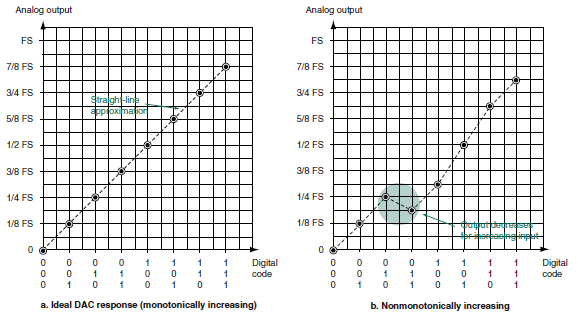 Analog output
FS
7/8 FS
3/4 FS
5/8 FS
1/2 FS
3/8 FS
1/4 FS
1/8 FS
0
Straight-line
approximation
0 0 0 0 1 1 1 1 Digital
0 0 1 1 0 0 1 1 code
0 1 0 1 0 1 0 1
a. Ideal DAC response (monotonically increasing)
Analog output
FS
7/8 FS
3/4 FS
5/8 FS
1/2 FS
3/8 FS
1/4 FS
1/8 FS
0
Output decreases
for increasing input
0 0 0 0 1 1 1 1 Digital
0 0 1 1 0 0 1 1 code
0 1 0 1 0 1 0 1
b. Nonmonotonically increasing